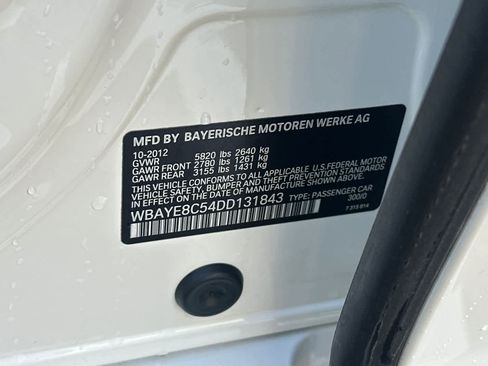 MFD BY BAYERISCHE MOTOREN WERKE AG
10-2012
GVWR 5820 lbs 2640 kg
GAWR FRONT 2780 lbs 1261 kg
GAWR REAR 3155 lbs 1431 kg
THIS VEHICLE CONFORMS TO ALL APPLICABLE U.S.FEDERAL MOTOR
VEHICLE SAFETY, BUMPER AND THEFT PREVENTION STANDARDS
IN EFFECT ON THE DATE OF MANUFACTURE SHOWN ABOVE.
WBAYE8C54DD131843 TYPE: PASSENGER CAR
300/0